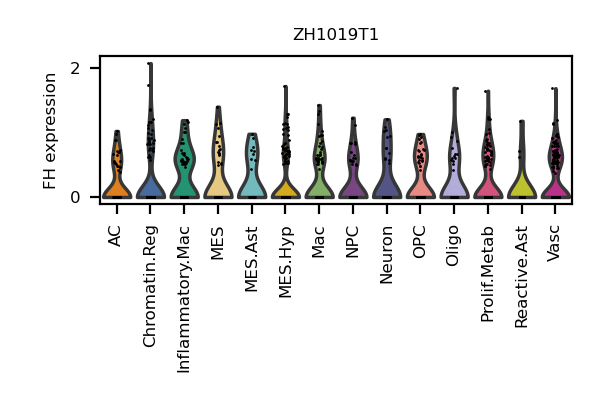 ZH1019T1
FH expression
2
0
AC
Chromatin.Reg
Inflammatory.Mac
MES
MES.Ast
MES.Hyp
Mac
NPC
Neuron
OPC
Oligo
Prolif.Metab
Reactive.Ast
Vasc